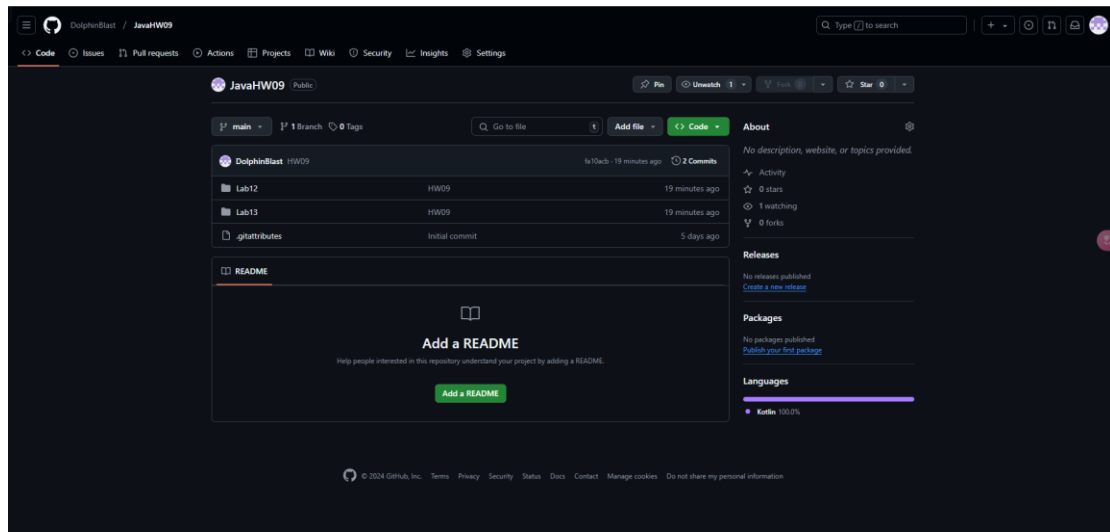 DolphinBlast / JavaHW09
Type / to search
Code Issues Pull requests Actions Projects Wiki Security Insights Settings
JavaHW09 Public
Pin Unwatch 1 Fork 0 Star 0
main 1 Branch 0 Tags Go to file t Add file Code
DolphinBlast HW09 19 minutes ago 2 Commits
Lab12 HW09 19 minutes ago
Lab13 HW09 19 minutes ago
.gitattributes Initial commit 5 days ago
README
Add a README
Help people interested in this repository understand your project by adding a README.
Add a README
About
No description, website, or topics provided.
Activity
0 stars
1 watching
0 forks
Releases
No releases published
Create a new release
Packages
No packages published
Publish your first package
Languages
Kotlin 100.0%
© 2024 GitHub, Inc. Terms Privacy Security Status Docs Contact Manage cookies Do not share my personal information